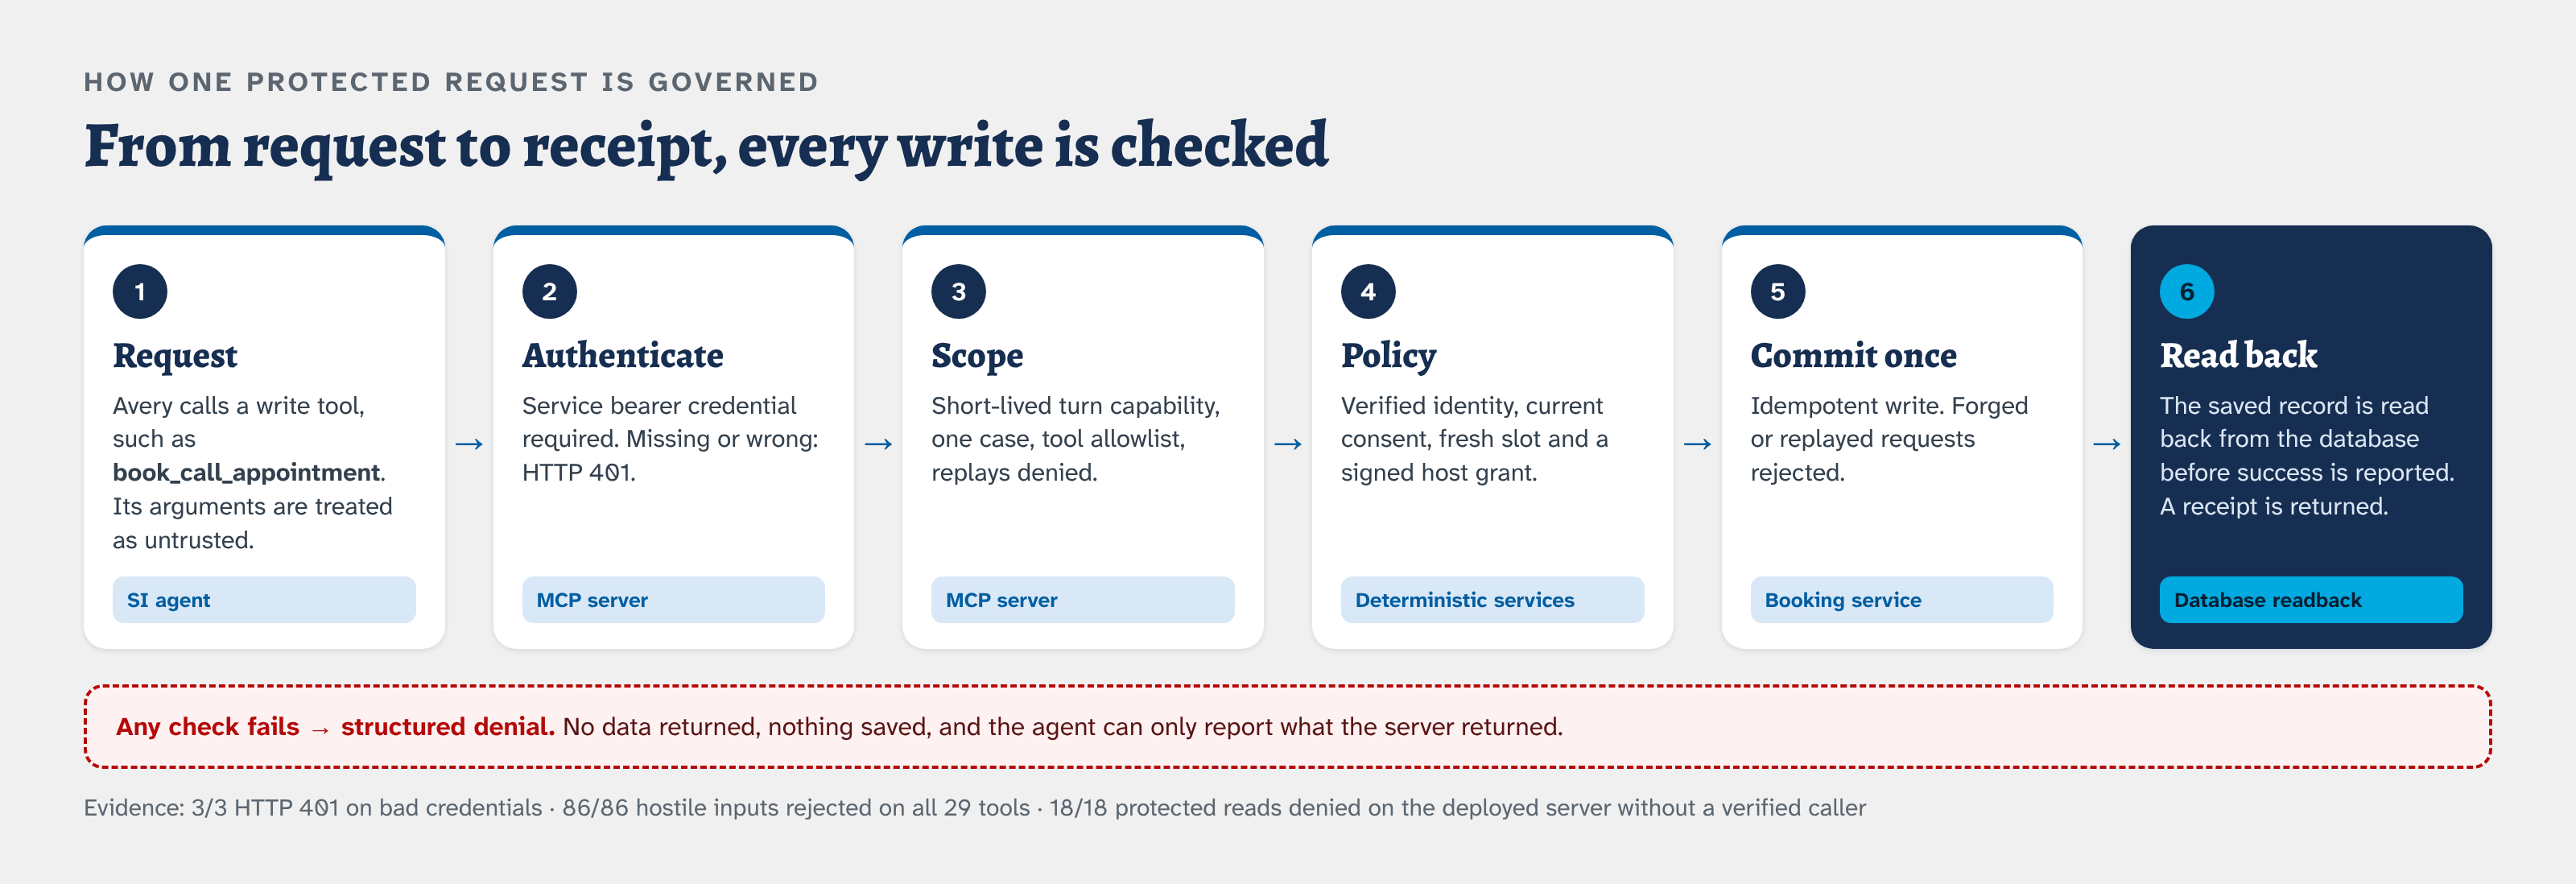 HOW ONE PROTECTED REQUEST IS GOVERNED
From request to receipt, every write is checked
1
Request
Avery calls a write tool,
such as
book_call_appointment.
Its arguments are treated
as untrusted.
SI agent
→
2
Authenticate
Service bearer credential
required. Missing or wrong:
HTTP 401.
MCP server
→
3
Scope
Short-lived turn capability,
one case, tool allowlist,
replays denied.
MCP server
→
4
Policy
Verified identity, current
consent, fresh slot and a
signed host grant.
Deterministic services
→
5
Commit once
Idempotent write. Forged
or replayed requests
rejected.
Booking service
→
6
Read back
The saved record is read
back from the database
before success is reported.
A receipt is returned.
Database readback
Any check fails → structured denial. No data returned, nothing saved, and the agent can only report what the server returned.
Evidence: 3/3 HTTP 401 on bad credentials · 86/86 hostile inputs rejected on all 29 tools · 18/18 protected reads denied on the deployed server without a verified caller